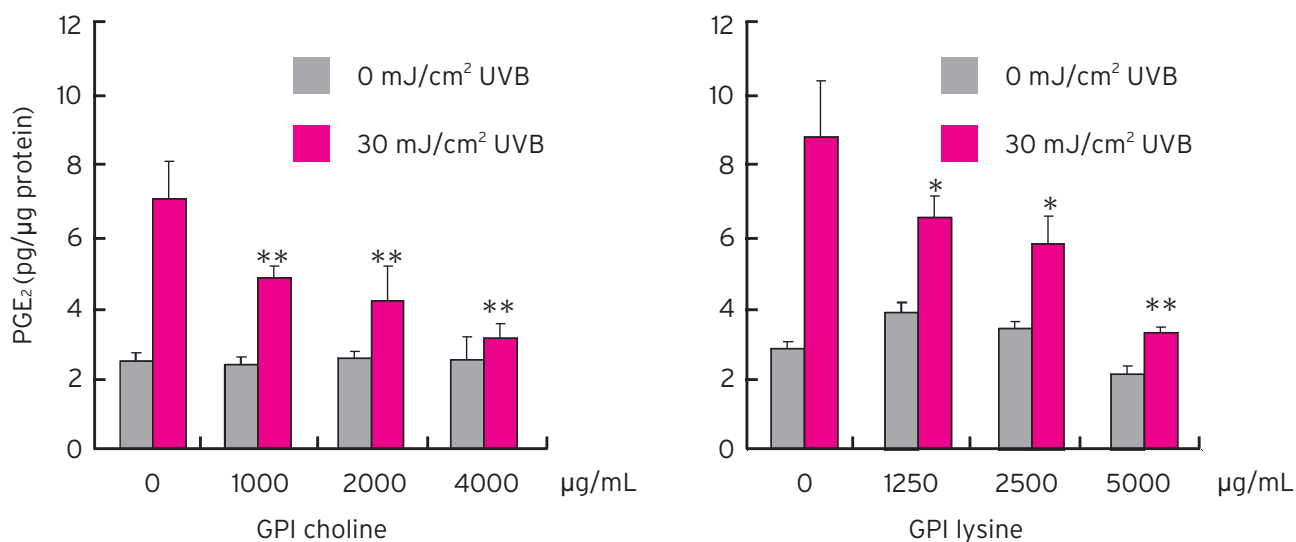 PGE₂ (pg/µg protein)
12
10
8
6
4
2
0
0 mJ/cm² UVB
30 mJ/cm² UVB
**
**
**
0 1000 2000 4000 µg/mL
GPI choline
12
10
8
6
4
2
0
0 mJ/cm² UVB
30 mJ/cm² UVB
*
*
**
0 1250 2500 5000 µg/mL
GPI lysine